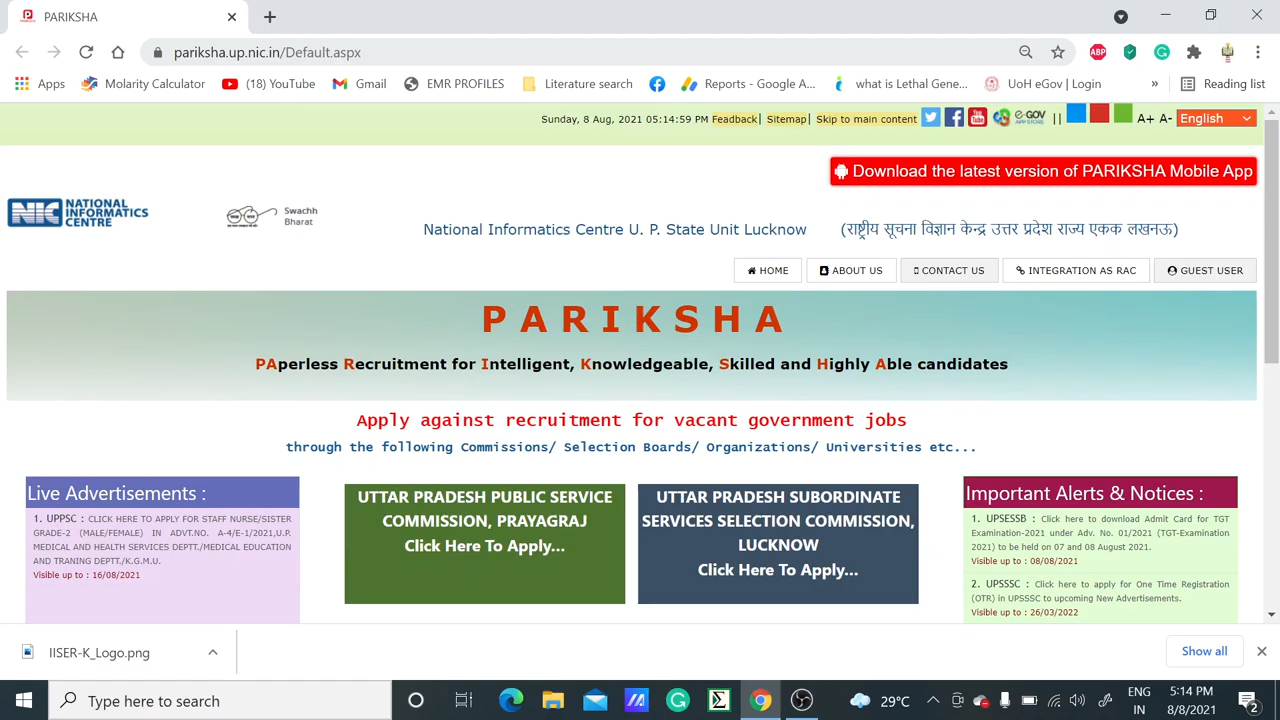 PARIKSHA
pariksha.up.nic.in/Default.aspx
ABP
Apps
Molarity Calculator
(18) YouTube
Gmail
EMR PROFILES
Literature search
Reports - Google A...
what is Lethal Gene...
UoH eGov | Login
»
Reading list
Sunday, 8 Aug, 2021 05:14:59 PM Feadback| Sitemap| Skip to main content
You
Tube
e-GOV
APP STORE
|| A+ A- English
Download the latest version of PARIKSHA Mobile App
NIC NATIONAL
INFORMATICS
CENTRE
Swachh
Bharat
National Informatics Centre U. P. State Unit Lucknow (राष्ट्रीय सूचना विज्ञान केन्द्र उत्तर प्रदेश राज्य एकक लखनऊ)
HOME
ABOUT US
CONTACT US
INTEGRATION AS RAC
GUEST USER
P A R I K S H A
PAperless Recruitment for Intelligent, Knowledgeable, Skilled and Highly Able candidates
Apply against recruitment for vacant government jobs
through the following Commissions/ Selection Boards/ Organizations/ Universities etc...
Live Advertisements :
1. UPPSC : CLICK HERE TO APPLY FOR STAFF NURSE/SISTER
GRADE-2 (MALE/FEMALE) IN ADVT.NO. A-4/E-1/2021,U.P.
MEDICAL AND HEALTH SERVICES DEPTT./MEDICAL EDUCATION
AND TRANING DEPTT./K.G.M.U.
Visible up to : 16/08/2021
UTTAR PRADESH PUBLIC SERVICE
COMMISSION, PRAYAGRAJ
Click Here To Apply...
UTTAR PRADESH SUBORDINATE
SERVICES SELECTION COMMISSION,
LUCKNOW
Click Here To Apply...
Important Alerts & Notices :
1. UPSESSB : Click here to download Admit Card for TGT
Examination-2021 under Adv. No. 01/2021 (TGT-Examination
2021) to be held on 07 and 08 August 2021.
Visible up to : 08/08/2021
2. UPSSSC : Click here to apply for One Time Registration
(OTR) in UPSSSC to upcoming New Advertisements.
Visible up to : 26/03/2022
IISER-K_Logo.png
Show all
Type here to search
29°C
ENG
IN
5:14 PM
8/8/2021
2